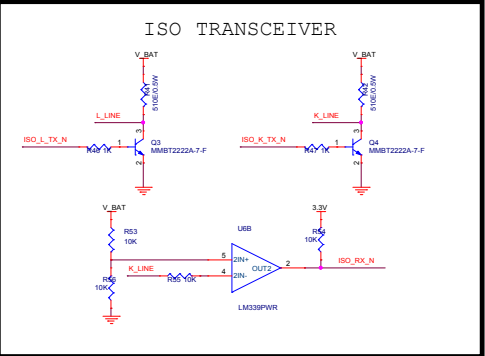 ISO TRANSCEIVER
V_BAT
R41
510E/0.5W
L_LINE
3
ISO_L_TX_N
R46 1K
1
Q3
MMBT2222A-7-F
2
V_BAT
R42
510E/0.5W
K_LINE
3
ISO_K_TX_N
R47 1K
1
Q4
MMBT2222A-7-F
2
V_BAT
R53
10K
K_LINE
R55 10K
10K
5
4
U6B
2IN+
2IN-
OUT2
LM339PWR
2
3.3V
R54
10K
ISO_RX_N